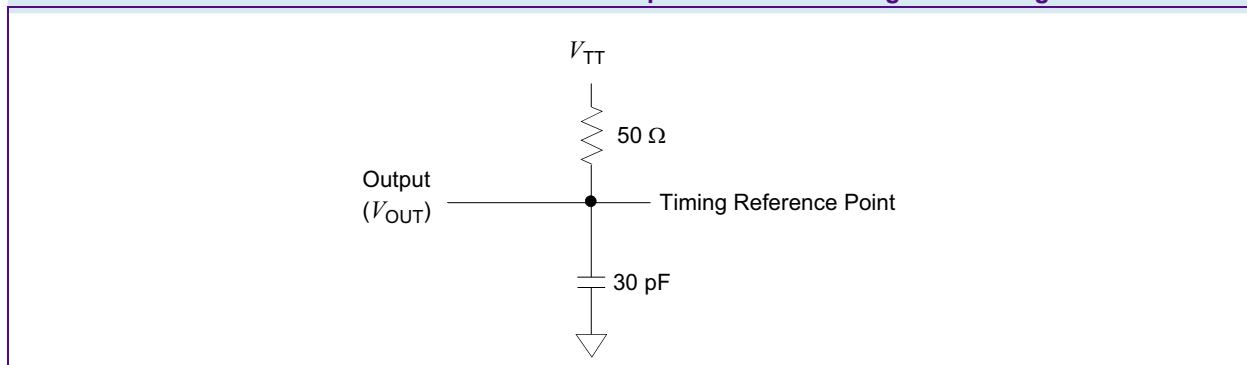 V_TT
50 Ω
Output
(V_OUT)
Timing Reference Point
30 pF